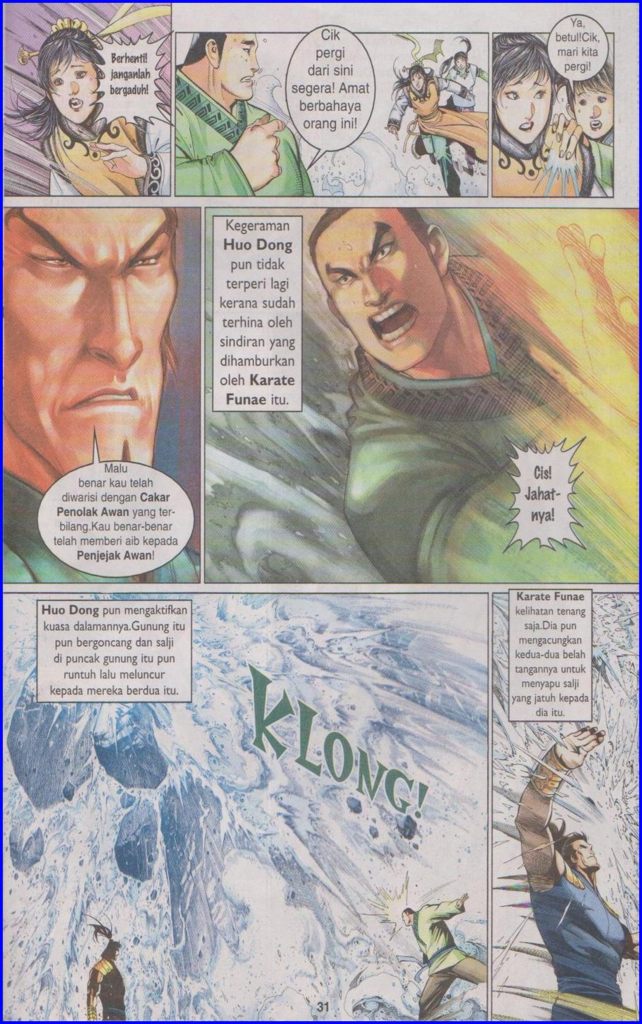 Berhenti!
janganlah
bergaduh!
Cik
pergi
dari sini
segera! Amat
berbahaya
orang ini!
Ya,
betul!Cik,
mari kita
pergi!
Malu
benar kau telah
diwarisi dengan Cakar
Penolak Awan yang ter-
bilang.Kau benar-benar
telah memberi aib kepada
Penjejak Awan!
Kegeraman
Huo Dong
pun tidak
terperi lagi
kerana sudah
terhina oleh
sindiran yang
dihamburkan
oleh Karate
Funae itu.
Cis!
Jahat-
nya!
Huo Dong pun mengaktifkan
kuasa dalamannya.Gunung itu
pun bergoncang dan salji
di puncak gunung itu pun
runtuh lalu meluncur
kepada mereka berdua itu.
KLONG!
Karate Funae
kelihatan tenang
saja.Dia pun
mengacungkan
kedua-dua belah
tangannya untuk
menyapu salji
yang jatuh kepada
dia itu.
31